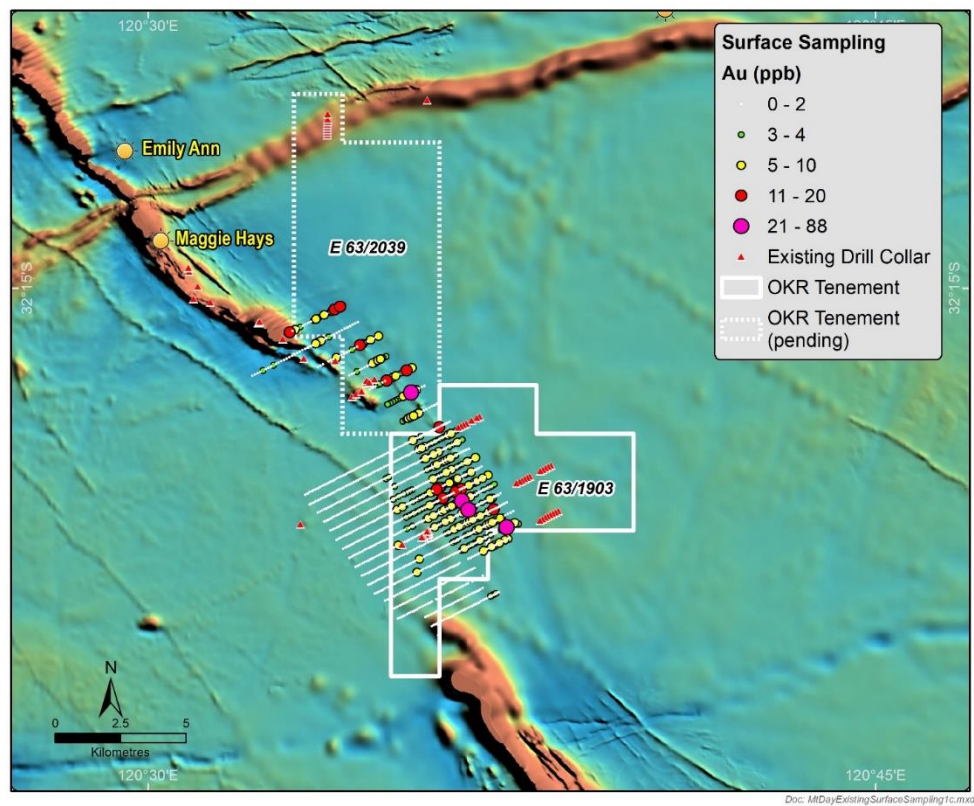 120°30'E
120°15'E
Surface Sampling
Au (ppb)
0 - 2
3 - 4
5 - 10
11 - 20
21 - 88
Existing Drill Collar
OKR Tenement
OKR Tenement
(pending)
Emily Ann
Maggie Hays
E 63/2039
32°15'S
32°15'S
E 63/1903
N
0 2.5 5
Kilometres
120°30'E
120°45'E
Doc: MtDayExistingSurfaceSampling1c.mxd